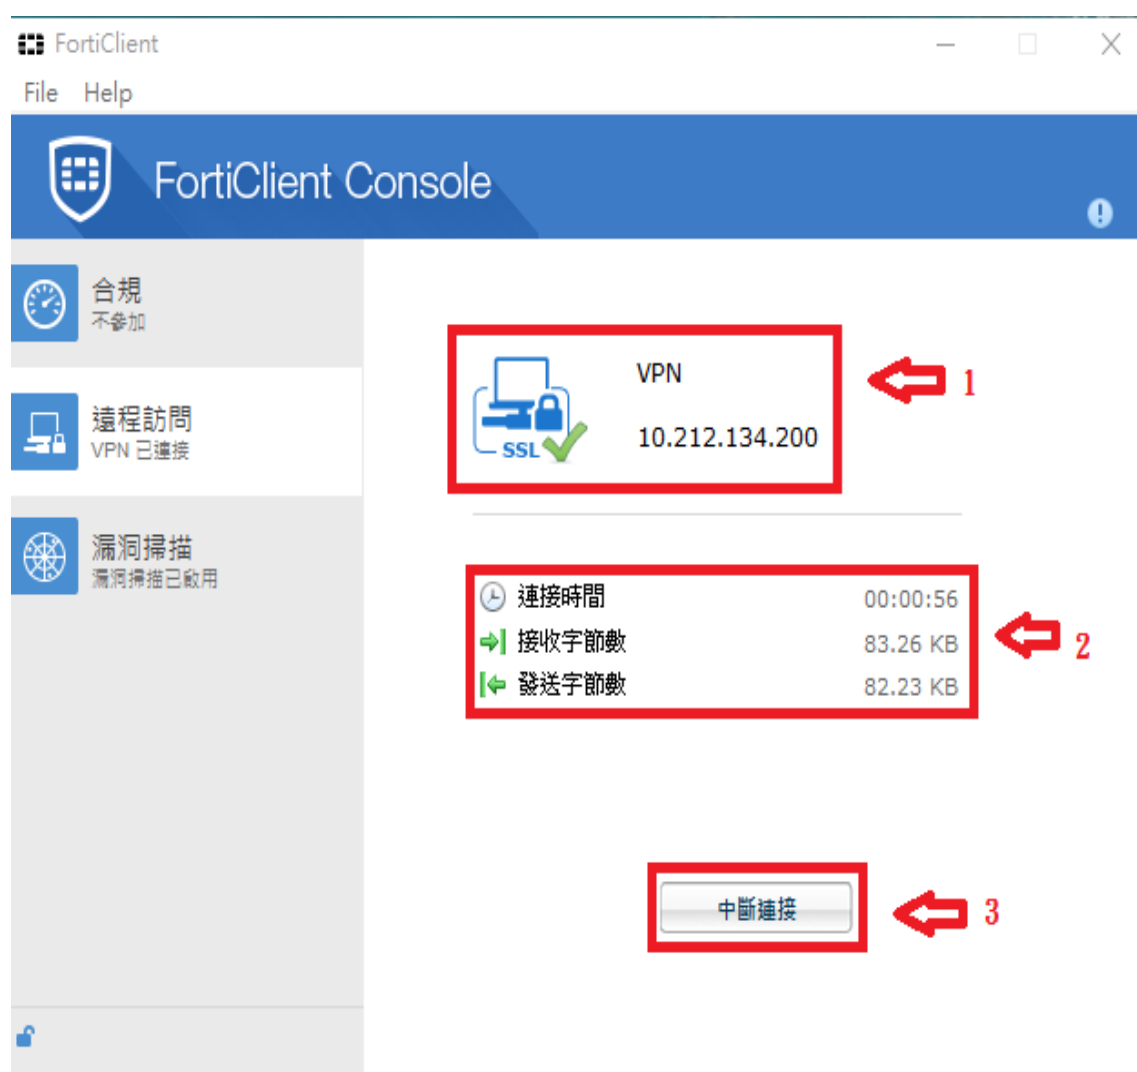 FortiClient
File Help
FortiClient Console
合規
不參加
遠程訪問
VPN 已連接
漏洞掃描
漏洞掃描已啟用
VPN
10.212.134.200
SSL
1
連接時間 00:00:56
接收字節數 83.26 KB
發送字節數 82.23 KB
2
中斷連接
3